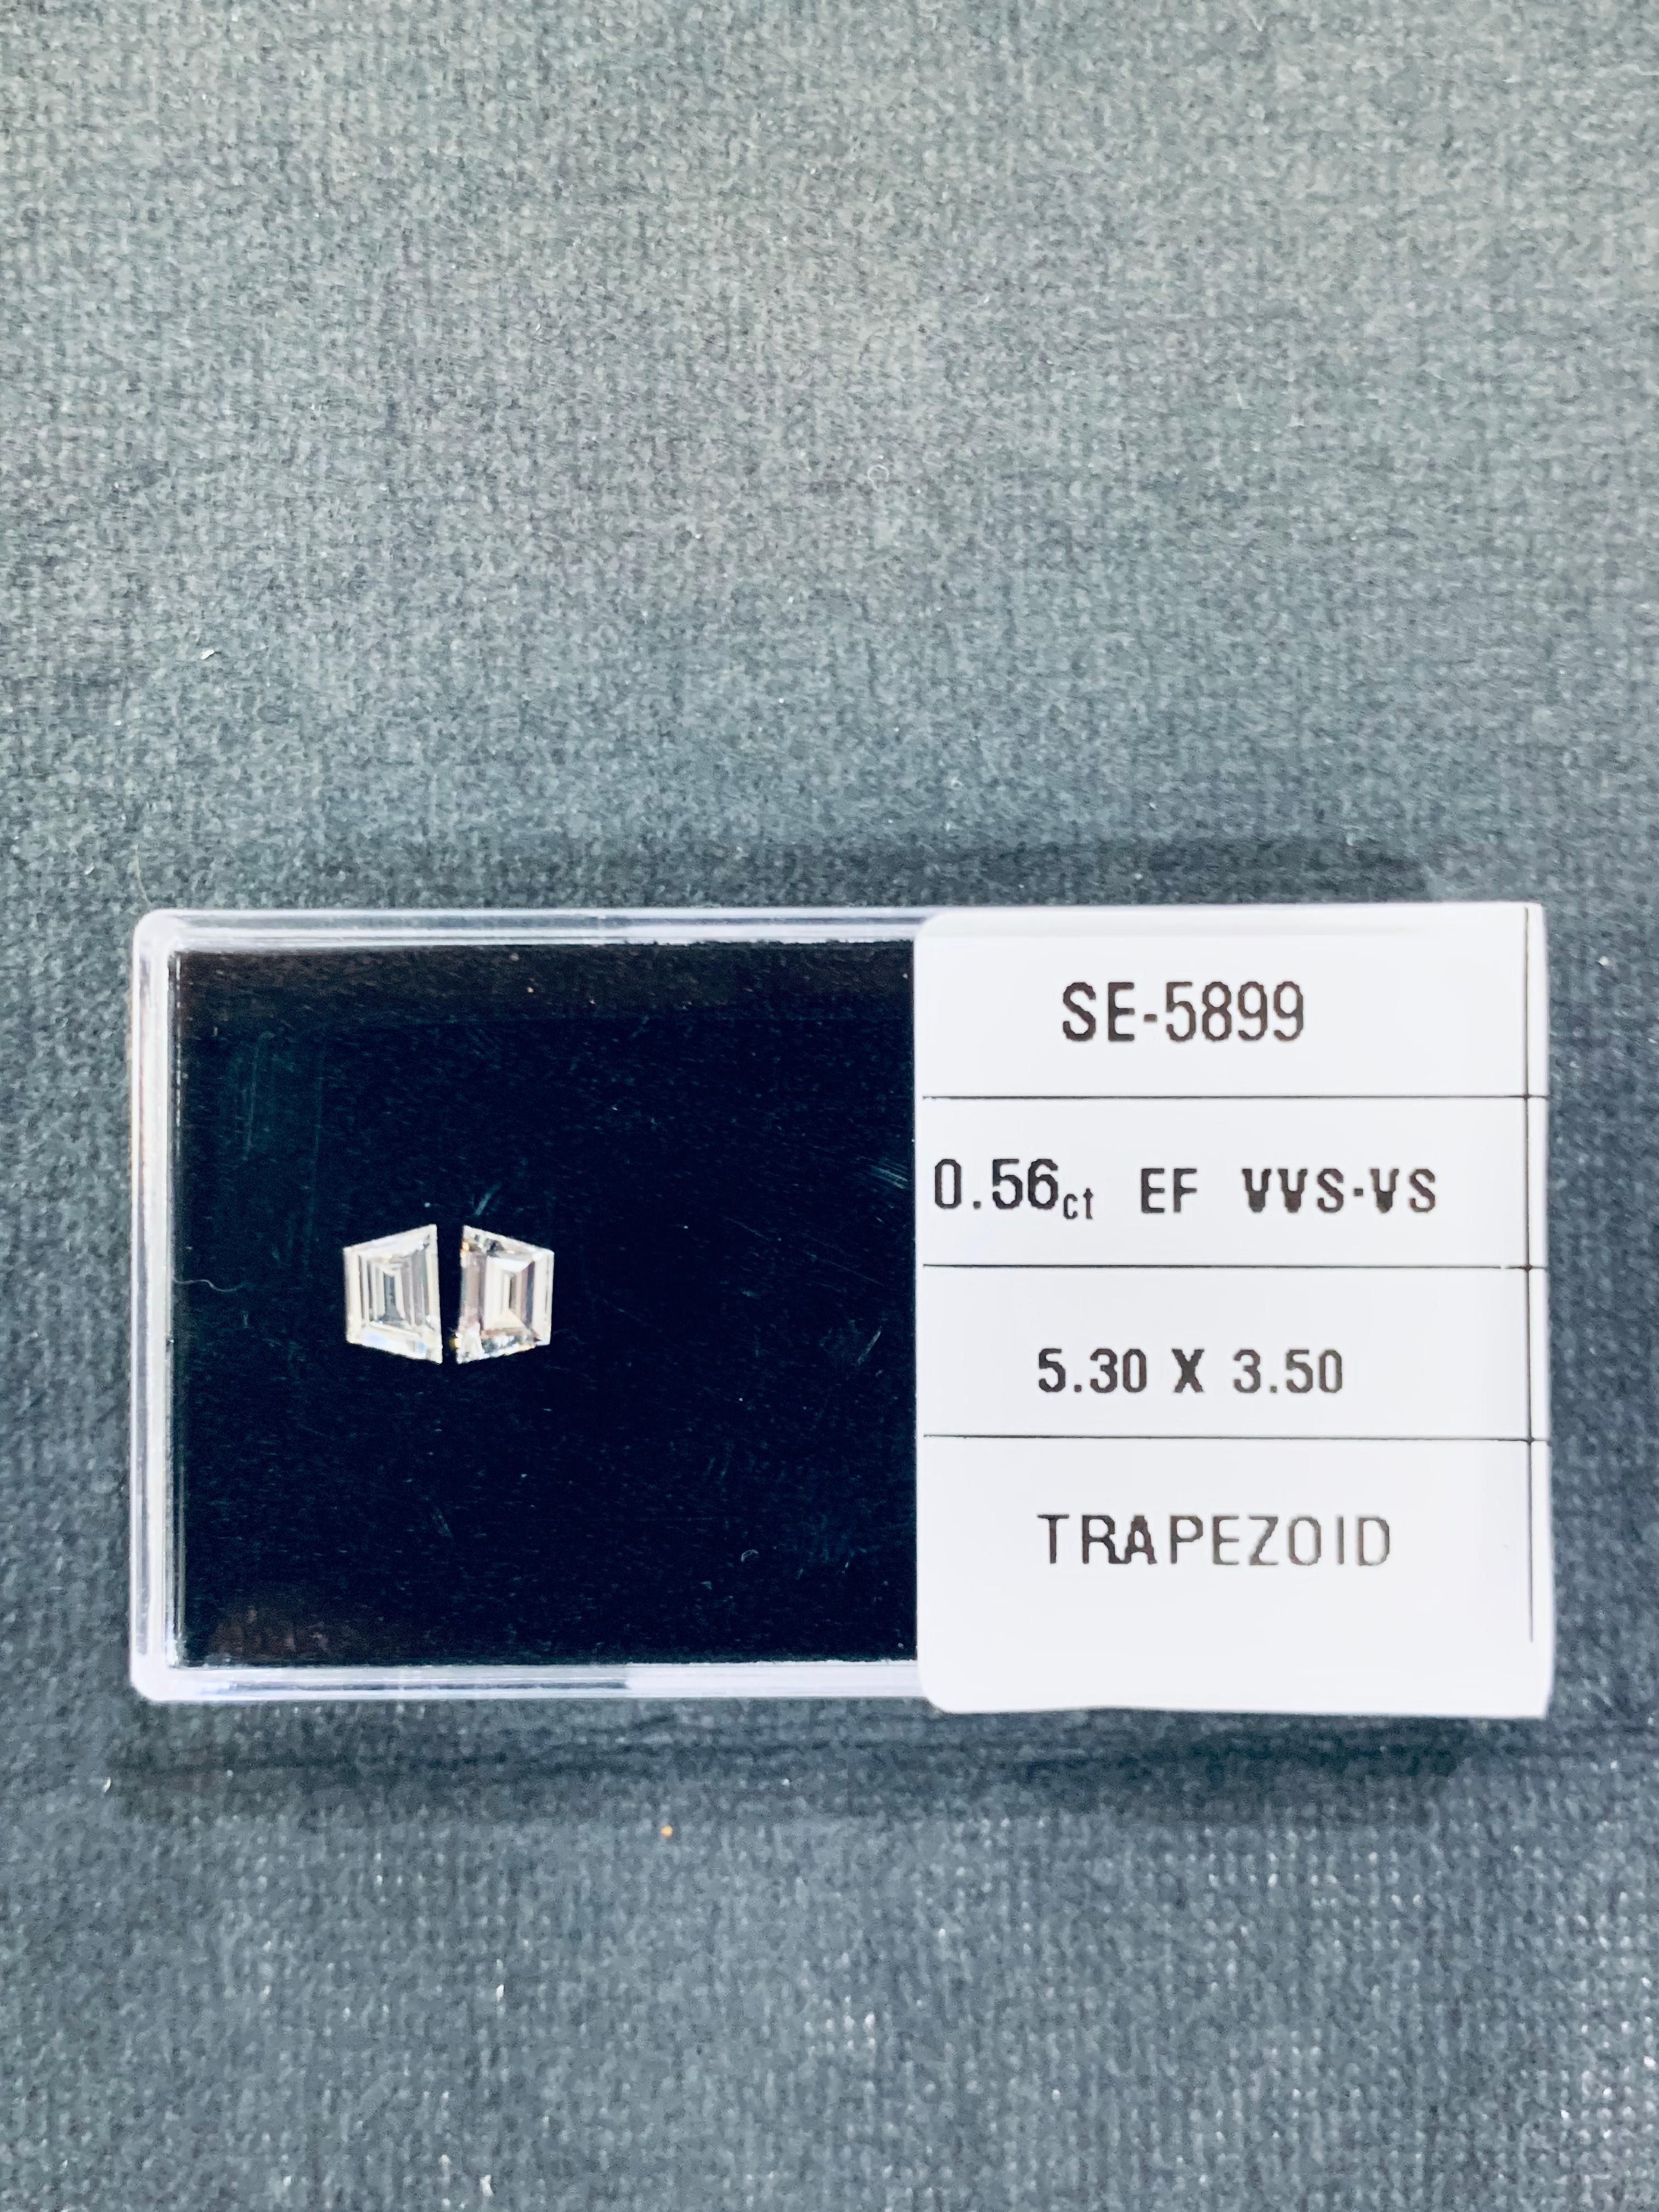 SE-5899
0.56ct EF VVS-VS
5.30 X 3.50
TRAPEZOID